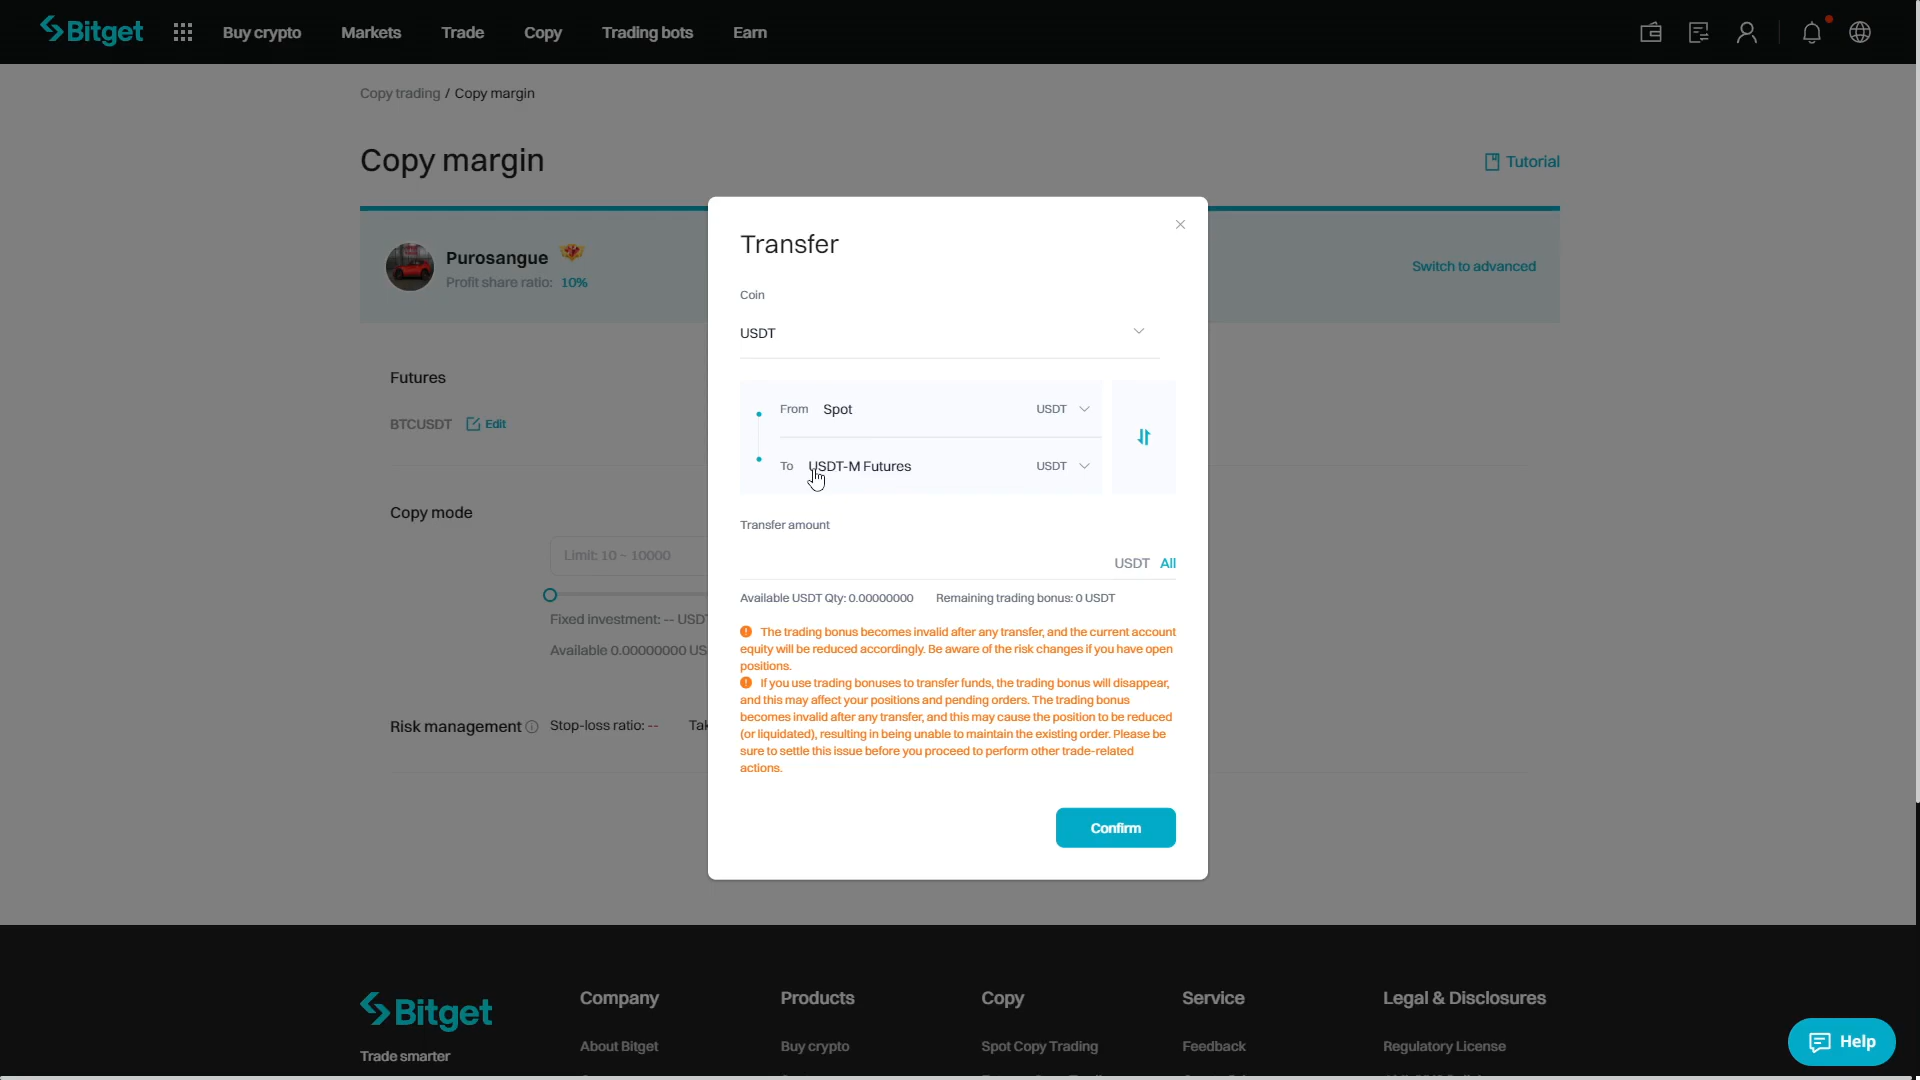 Bitget
Buy crypto
Markets
Trade
Copy
Trading bots
Earn
Copy trading / Copy margin
Copy margin
Tutorial
Purosangue
Profit share ratio: 10%
Switch to advanced
Futures
BTCUSDT
Edit
Copy mode
Limit: 10 ~ 10000
Fixed investment: -- USDT
Available 0.00000000 US
Risk management
Stop-loss ratio: --
Transfer
Coin
USDT
From Spot USDT
To USDT-M Futures USDT
Transfer amount
USDT All
Available USDT Qty: 0.00000000 Remaining trading bonus: 0 USDT
The trading bonus becomes invalid after any transfer, and the current account
equity will be reduced accordingly. Be aware of the risk changes if you have open
positions.
If you use trading bonuses to transfer funds, the trading bonus will disappear,
and this may affect your positions and pending orders. The trading bonus
becomes invalid after any transfer, and this may cause the position to be reduced
(or liquidated), resulting in being unable to maintain the existing order. Please be
sure to settle this issue before you proceed to perform other trade-related
actions.
Confirm
Bitget
Trade smarter
Company
About Bitget
Products
Buy crypto
Copy
Spot Copy Trading
Service
Feedback
Legal & Disclosures
Regulatory License
Help